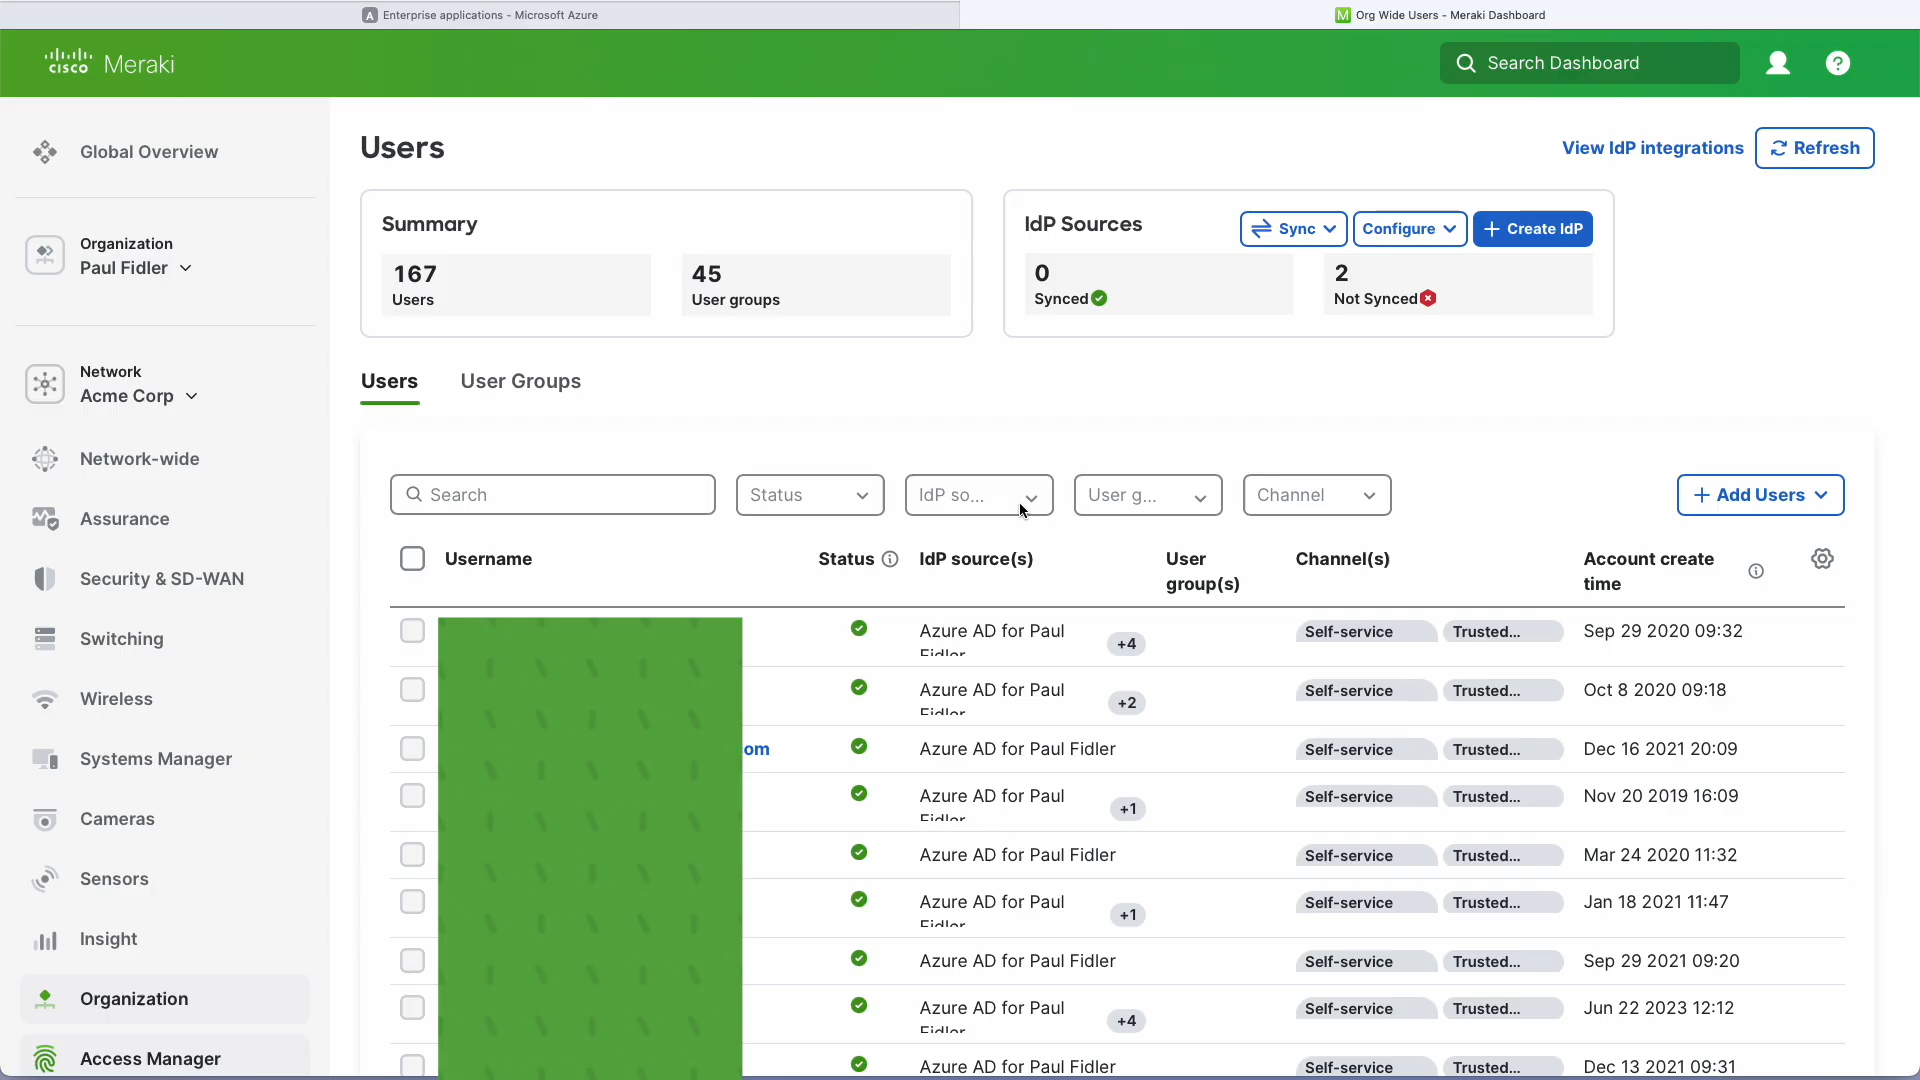 Enterprise applications - Microsoft Azure
Org Wide Users - Meraki Dashboard
CISCO Meraki
Search Dashboard
Global Overview
Organization
Paul Fidler
Network
Acme Corp
Network-wide
Assurance
Security & SD-WAN
Switching
Wireless
Systems Manager
Cameras
Sensors
Insight
Organization
Access Manager
Users
View IdP integrations
Refresh
Summary
167
Users
45
User groups
IdP Sources
Sync
Configure
+ Create IdP
0
Synced
2
Not Synced
Users
User Groups
Search
Status
IdP so...
User g...
Channel
+ Add Users
Username
Status
IdP source(s)
User
group(s)
Channel(s)
Account create
time
Azure AD for Paul
Fidler
+4
Self-service
Trusted...
Sep 29 2020 09:32
Azure AD for Paul
Fidler
+2
Self-service
Trusted...
Oct 8 2020 09:18
om
Azure AD for Paul Fidler
Self-service
Trusted...
Dec 16 2021 20:09
Azure AD for Paul
Fidler
+1
Self-service
Trusted...
Nov 20 2019 16:09
Azure AD for Paul Fidler
Self-service
Trusted...
Mar 24 2020 11:32
Azure AD for Paul
Fidler
+1
Self-service
Trusted...
Jan 18 2021 11:47
Azure AD for Paul Fidler
Self-service
Trusted...
Sep 29 2021 09:20
Azure AD for Paul
Fidler
+4
Self-service
Trusted...
Jun 22 2023 12:12
Azure AD for Paul Fidler
Self-service
Trusted...
Dec 13 2021 09:31